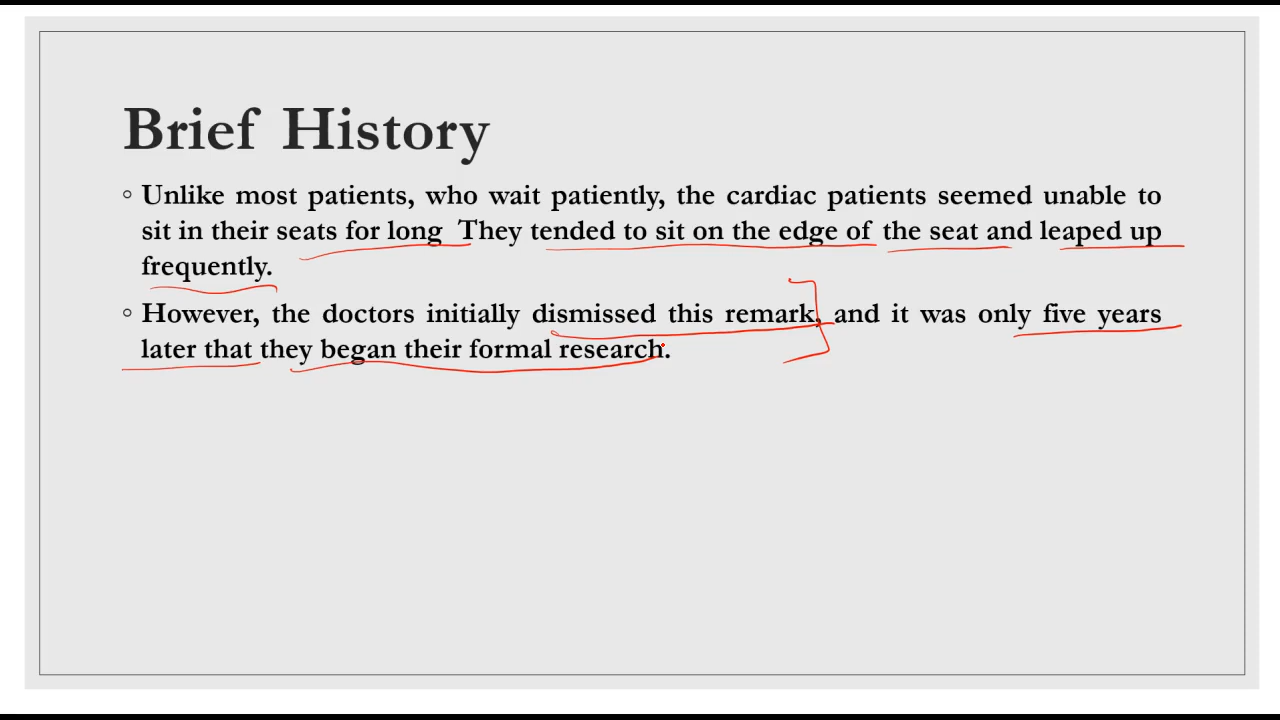 Brief History
◦ Unlike most patients, who wait patiently, the cardiac patients seemed unable to
sit in their seats for long They tended to sit on the edge of the seat and leaped up
frequently.
◦ However, the doctors initially dismissed this remark, and it was only five years
later that they began their formal research.